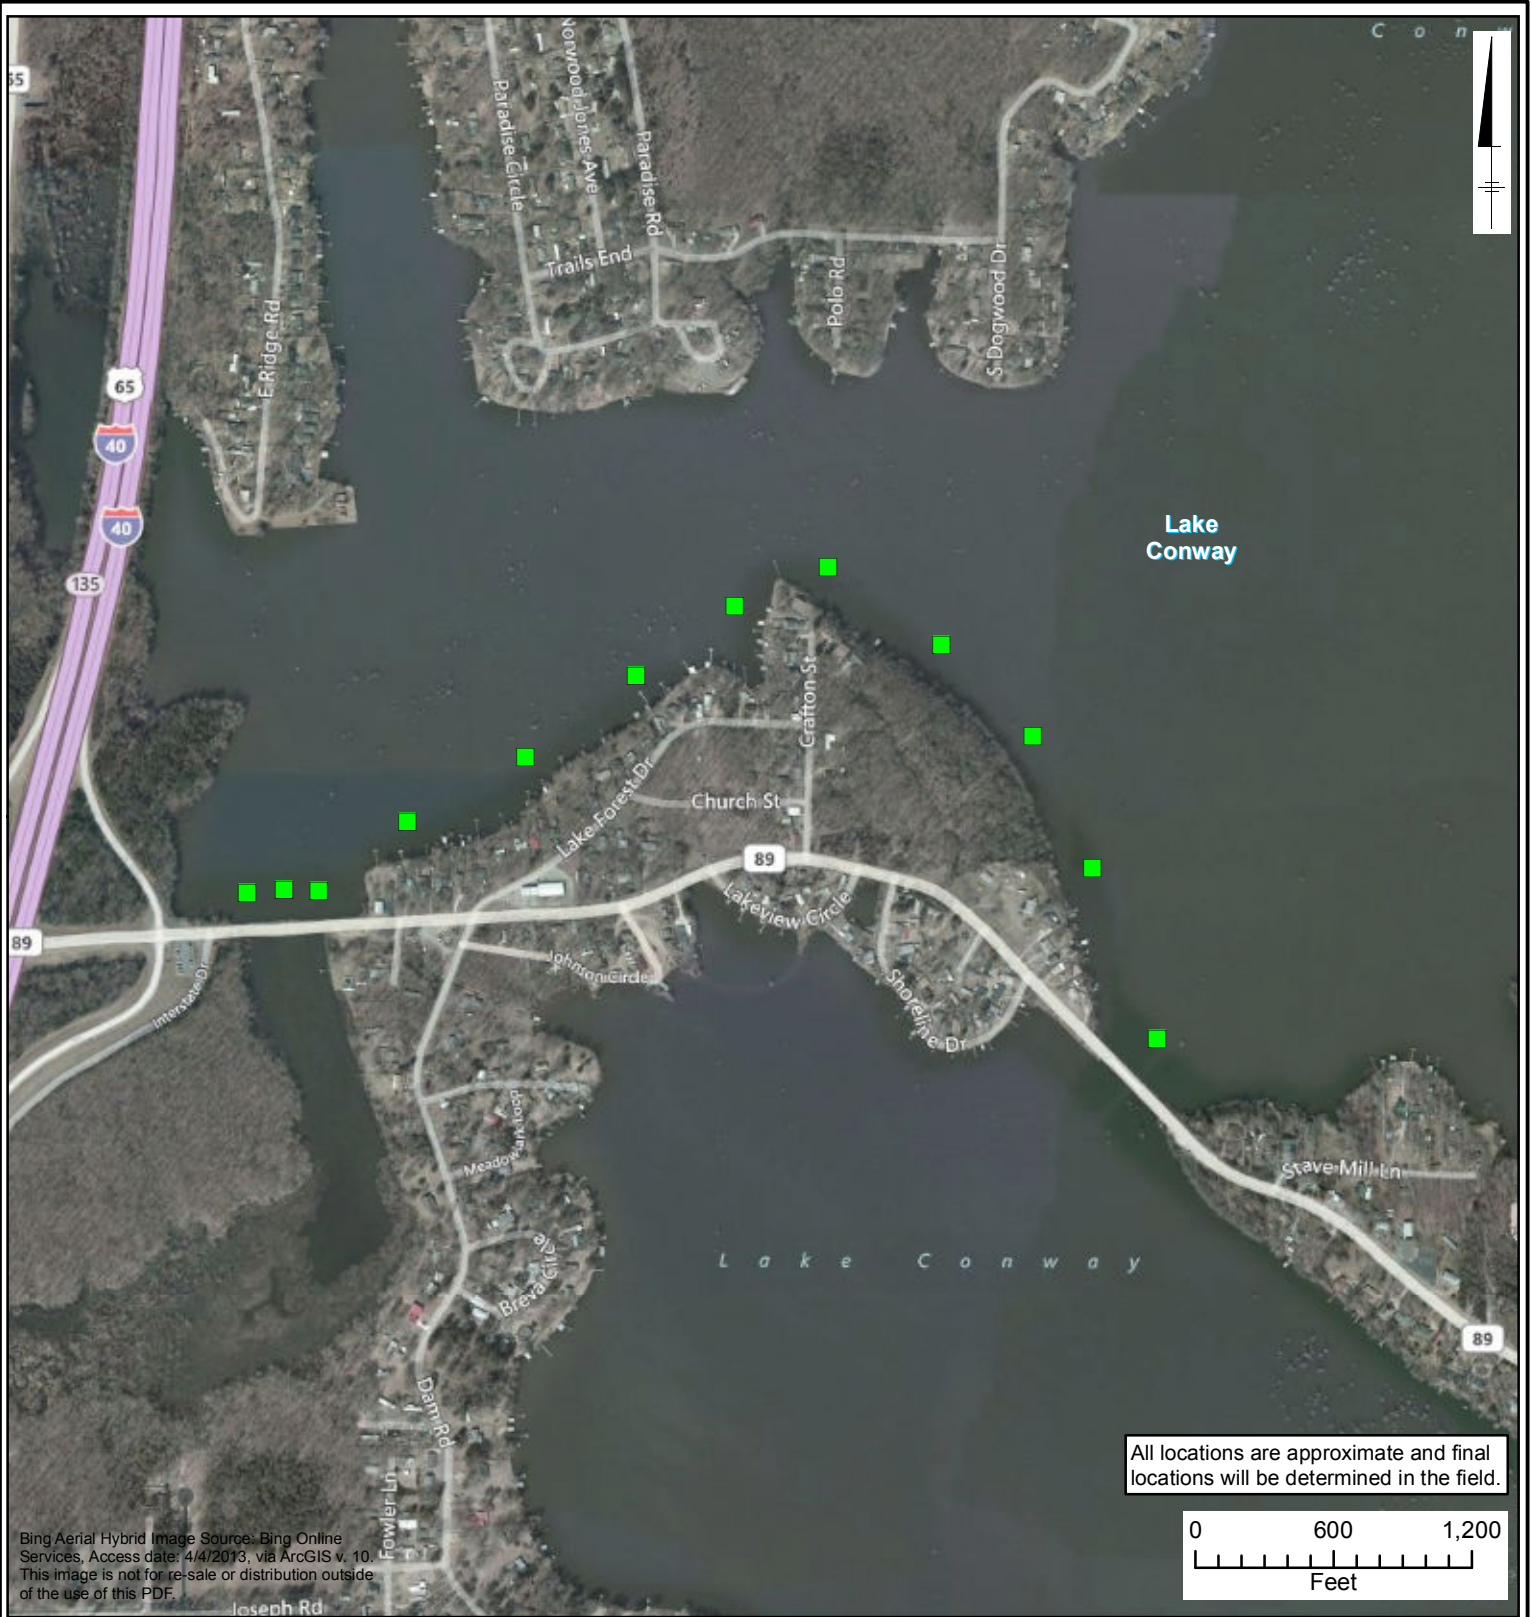 C o n w
65
Paradise Circle
Norwood Jones Ave
Paradise Rd
Trails End
Polo Rd
S Dogwood Dr
E Ridge Rd
65
40
40
135
Lake
Conway
Crafton St
Church St
Lake Forest Dr
89
Lakeview Circle
89
Johnson Circle
Interstate Dr
Shoreline Dr
Meadowlark Loop
Stave Mill Ln
Breva Circle
L a k e C o n w a y
89
Dam Rd
Fowler Ln
Joseph Rd
All locations are approximate and final
locations will be determined in the field.
0 600 1,200
Feet
Bing Aerial Hybrid Image Source: Bing Online
Services, Access date: 4/4/2013, via ArcGIS v. 10.
This image is not for re-sale or distribution outside
of the use of this PDF.